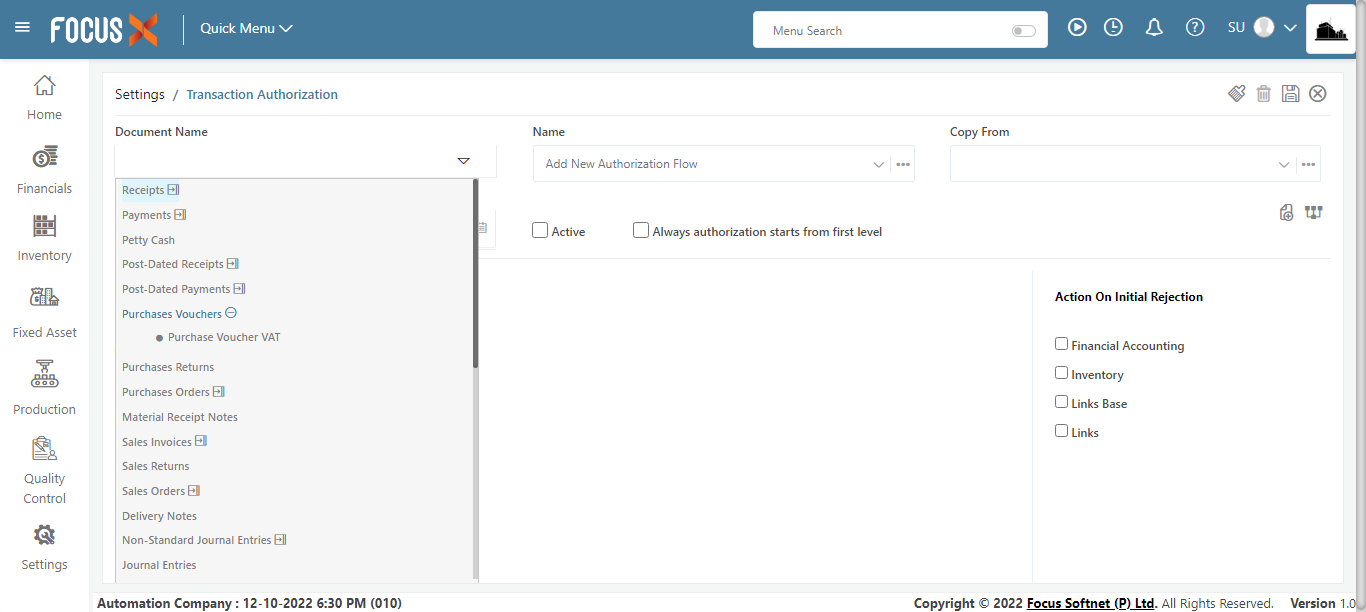 FOCUS X
Quick Menu
Menu Search
SU
Home
Financials
Inventory
Fixed Asset
Production
Quality
Control
Settings
Settings / Transaction Authorization
Document Name
Name
Copy From
Add New Authorization Flow
Receipts
Payments
Petty Cash
Post-Dated Receipts
Post-Dated Payments
Purchases Vouchers
Purchase Voucher VAT
Purchases Returns
Purchases Orders
Material Receipt Notes
Sales Invoices
Sales Returns
Sales Orders
Delivery Notes
Non-Standard Journal Entries
Journal Entries
Active
Always authorization starts from first level
Action On Initial Rejection
Financial Accounting
Inventory
Links Base
Links
Automation Company : 12-10-2022 6:30 PM (010)
Copyright © 2022 Focus Softnet (P) Ltd. All Rights Reserved. Version 1.0